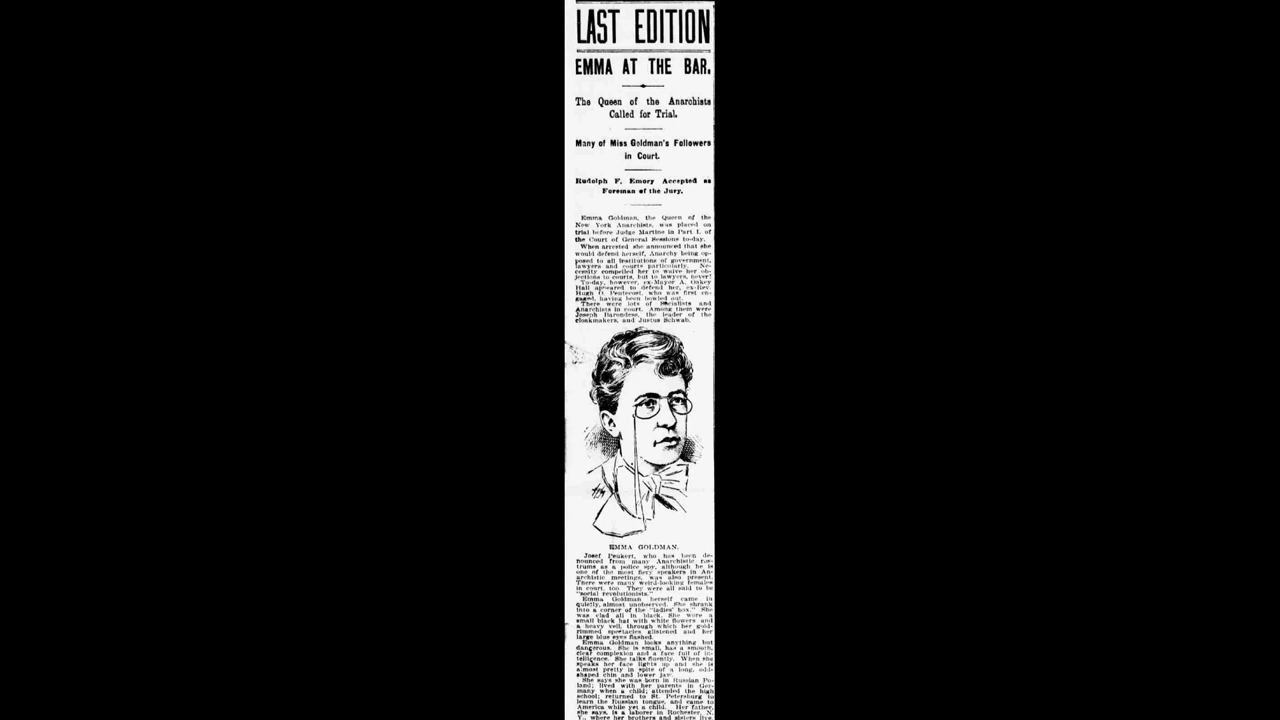 LAST EDITION
EMMA AT THE BAR.
The Queen of the Anarchists
Called for Trial.
Many of Miss Goldman's Followers
in Court.
Rudolph F. Emory Accepted as
Foreman of the Jury.
Emma Goldman, the Queen of the
New York Anarchists, was placed on
trial before Judge Martine in Part I. of
the Court of General Sessions to-day.
When arrested she announced that she
would defend herself, Anarchy being op-
posed to all institutions of government,
lawyers and courts particularly. Ne-
cessity compelled her to waive her ob-
jections to courts, but to lawyers, never!
To-day, however, ex-Mayor A. Oakey
Hall appeared to defend her, ex-Rev.
Hugh O. Pentecost, who was first en-
gaged, having been bowled out.
There were lots of Socialists and
Anarchists in court. Among them were
Joseph Barondess, the leader of the
cloakmakers, and Justus Schwab.
EMMA GOLDMAN.
Josef Peukert, who has been de-
nounced from many Anarchistic ros-
trums as a police spy, although he is
one of the most fiery speakers in An-
archistic meetings, was also present.
There were many weird-looking females
in court, too. They were all said to be
"social revolutionists."
Emma Goldman herself came in
quietly, almost unobserved. She shrank
into a corner of the "ladies' box." She
was clad all in black. She wore a
small black hat with white flowers and
a heavy veil, through which her gold-
rimmed spectacles glistened and her
large blue eyes flashed.
Emma Goldman looks anything but
dangerous. She is small, has a smooth,
clear complexion and a face full of in-
telligence. She talks fluently. When she
speaks her face lights up and she is
almost pretty in spite of a long, odd-
shaped chin and lower jaw.
She says she was born in Russian Po-
land; lived with her parents in Ger-
many when a child; attended the high
school; returned to St. Petersburg to
learn the Russian tongue, and came to
America while yet a child. Her father,
she says, is a laborer in Rochester, N.
Y., where her brothers and sisters live.